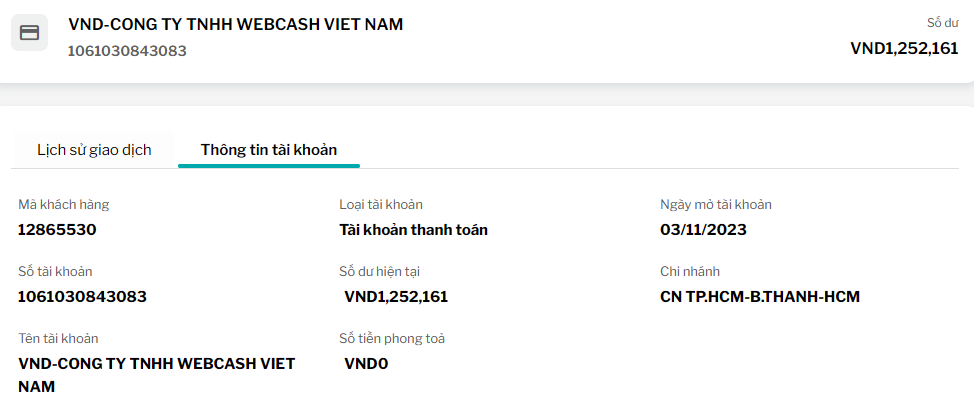 VND-CONG TY TNHH WEBCASH VIET NAM
1061030843083
Số dư
VND1,252,161
Lịch sử giao dịch
Thông tin tài khoản
Mã khách hàng
12865530
Loại tài khoản
Tài khoản thanh toán
Ngày mở tài khoản
03/11/2023
Số tài khoản
1061030843083
Số dư hiện tại
VND1,252,161
Chi nhánh
CN TP.HCM-B.THANH-HCM
Tên tài khoản
VND-CONG TY TNHH WEBCASH VIET
NAM
Số tiền phong toả
VND0